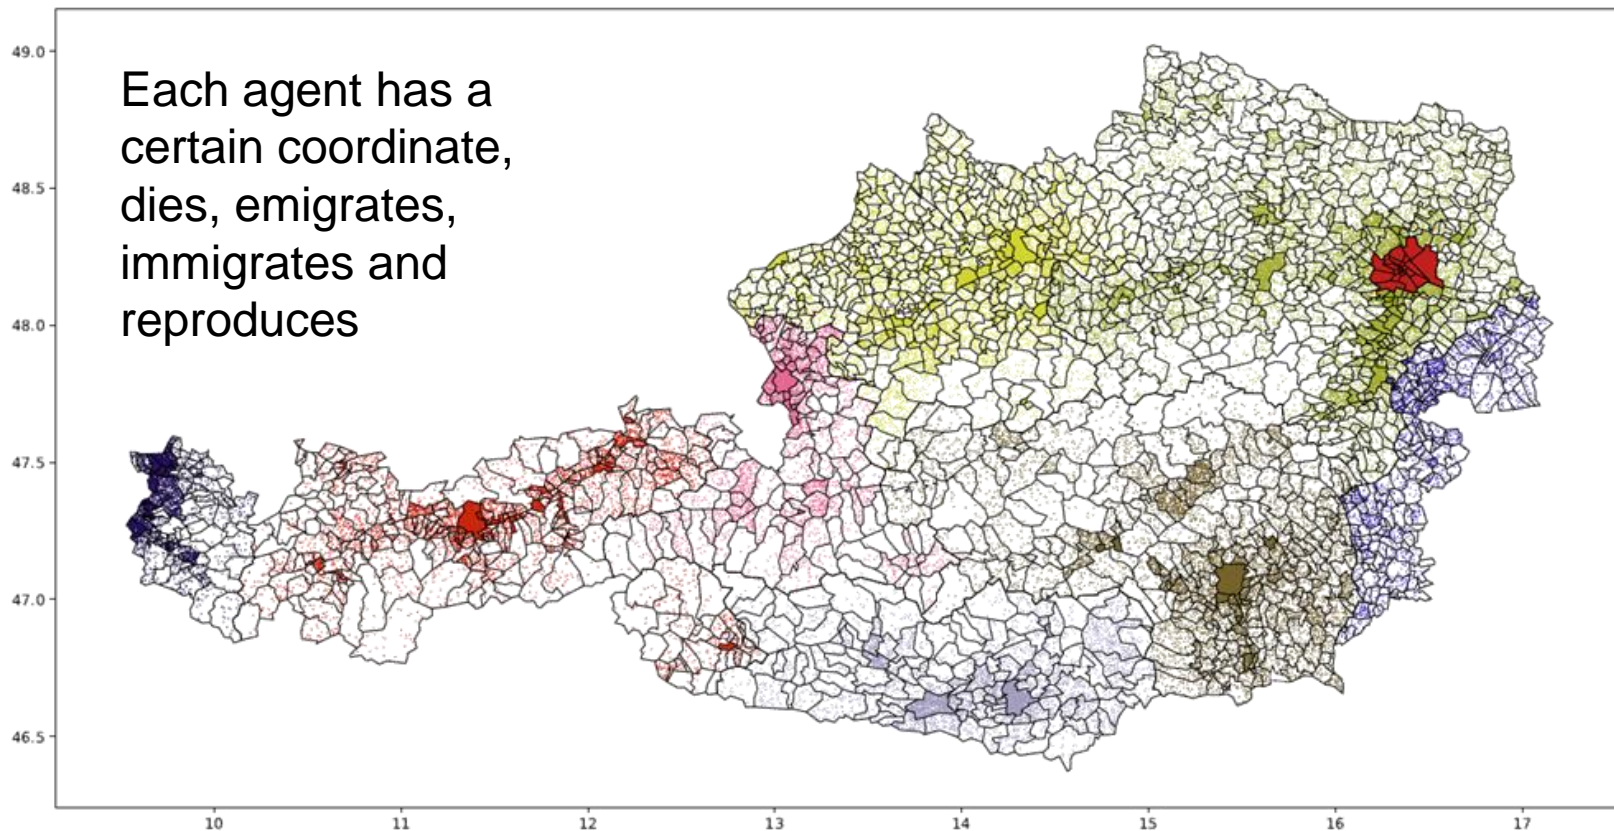 49.0
Each agent has a
certain coordinate,
dies, emigrates,
immigrates and
reproduces
48.5
48.0
47.5
47.0
46.5
10 11 12 13 14 15 16 17